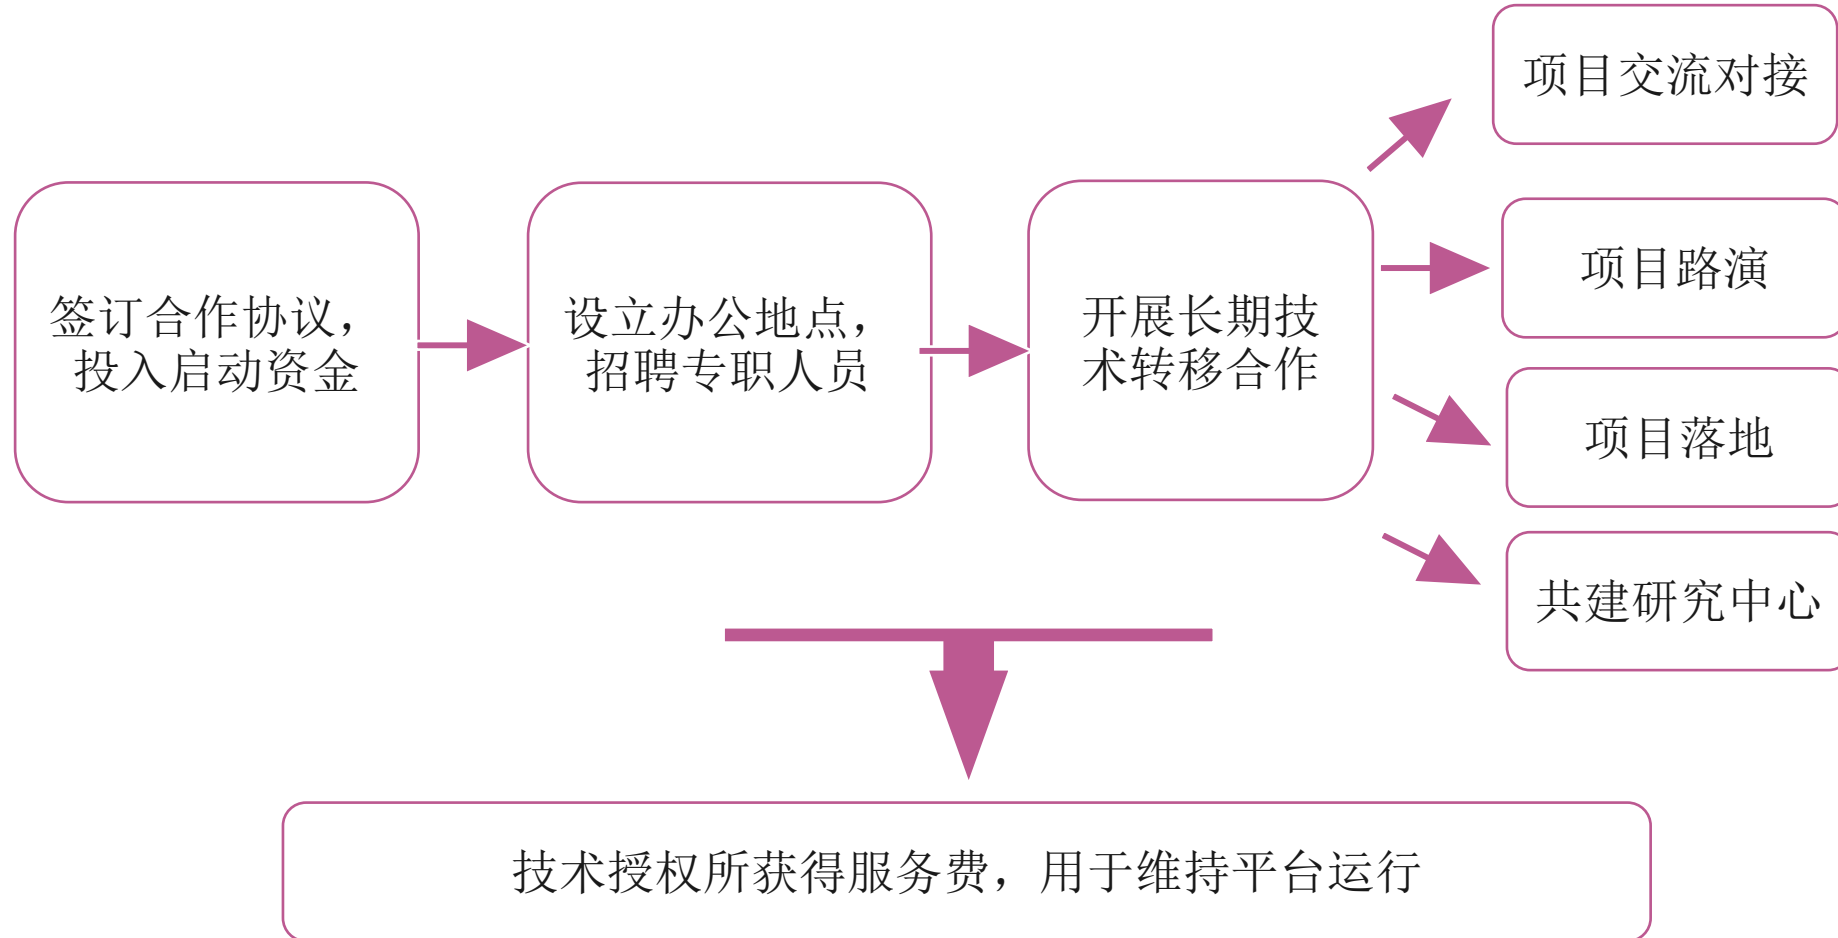 签订合作协议，
投入启动资金
设立办公地点，
招聘专职人员
开展长期技
术转移合作
项目交流对接
项目路演
项目落地
共建研究中心
技术授权所获得服务费，用于维持平台运行